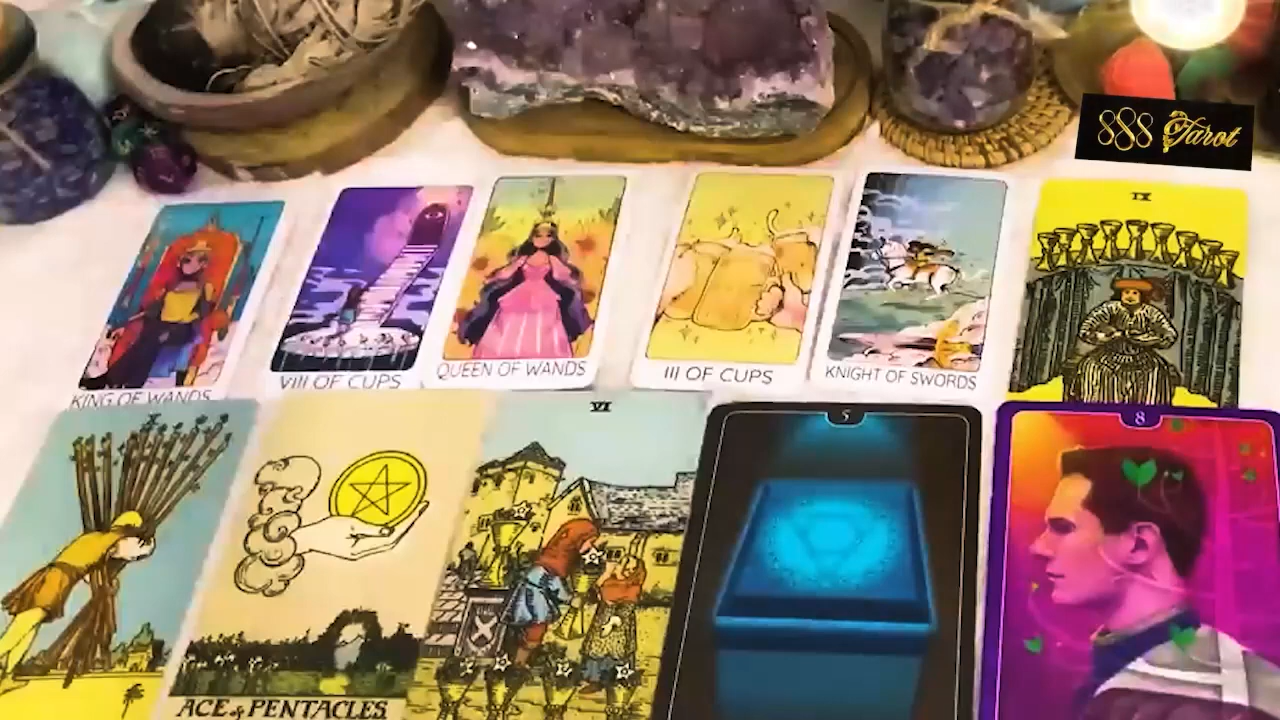 888 Tarot
IX
KING OF WANDS
VIII OF CUPS
QUEEN OF WANDS
III OF CUPS
KNIGHT OF SWORDS
VI
5
8
ACE of PENTACLES.